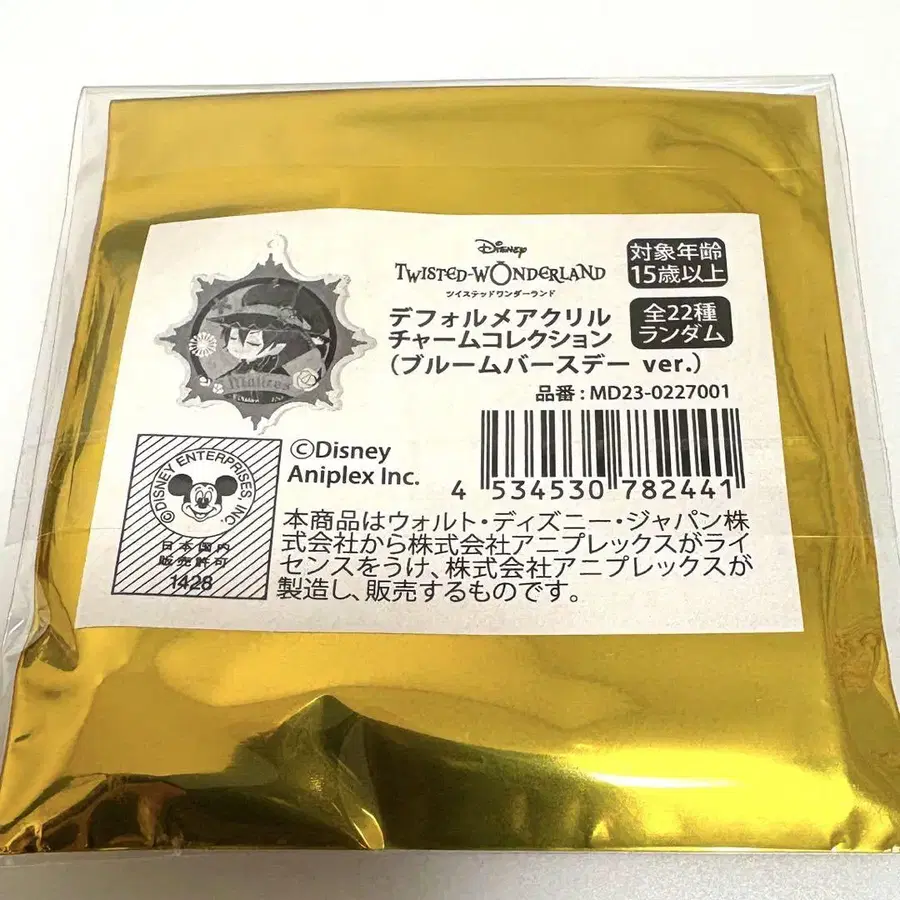 Disney
TWISTED-WONDERLAND
ツイステッドワンダーランド
対象年齢
15歳以上
デフォルメアクリル
チャームコレクション
(ブルームバースデー ver.)
全22種
ランダム
品番:MD23-0227001
Malleus
©Disney
Aniplex Inc.
4 534530 782441
©DISNEY ENTERPRISES INC.
日本国内
販売許可
1428
本商品はウォルト・ディズニー・ジャパン株
式会社から株式会社アニプレックスがライ
センスをうけ、株式会社アニプレックスが
製造し、販売するものです。